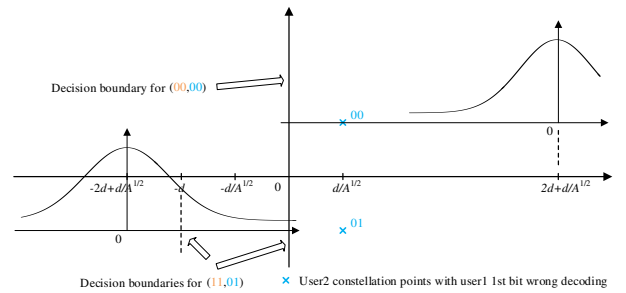 Decision boundary for (00,00)
00
0
-2d+d/A^{1/2}
-d
-d/A^{1/2}
0
d/A^{1/2}
2d+d/A^{1/2}
01
0
Decision boundaries for (11,01)
× User2 constellation points with user1 1st bit wrong decoding